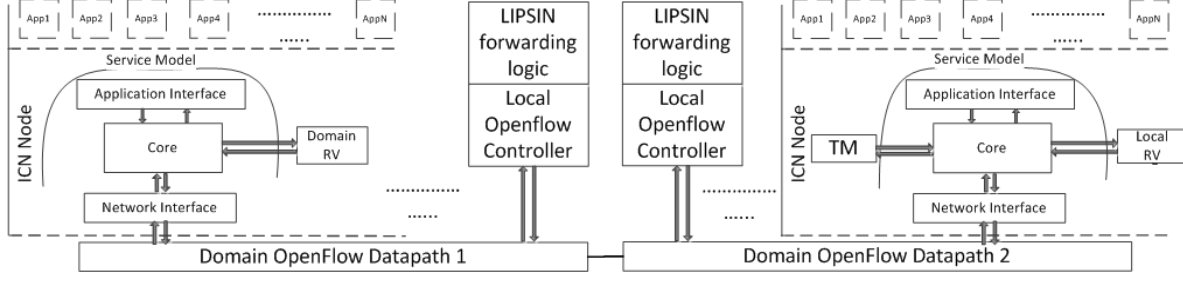 App1 App2 App3 App4 AppN
ICN Node
Service Model
Application Interface
Core
Domain
RV
Network Interface
LIPSIN
forwarding
logic
Local
Openflow
Controller
LIPSIN
forwarding
logic
Local
Openflow
Controller
App1 App2 App3 App4 AppN
ICN Node
Service Model
Application Interface
TM
Core
Local
RV
Network Interface
Domain OpenFlow Datapath 1
Domain OpenFlow Datapath 2